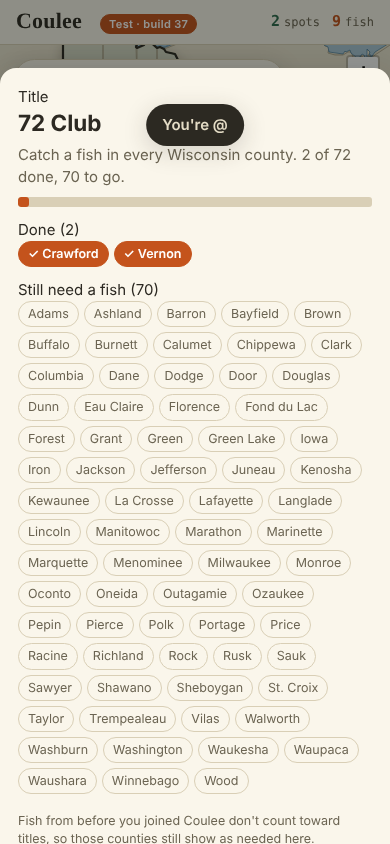 Coulee
Test · build 37
2 spots 9 fish
Title
72 Club
You're @
Catch a fish in every Wisconsin county. 2 of 72
done, 70 to go.
Done (2)
✓ Crawford ✓ Vernon
Still need a fish (70)
Adams Ashland Barron Bayfield Brown
Buffalo Burnett Calumet Chippewa Clark
Columbia Dane Dodge Door Douglas
Dunn Eau Claire Florence Fond du Lac
Forest Grant Green Green Lake Iowa
Iron Jackson Jefferson Juneau Kenosha
Kewaunee La Crosse Lafayette Langlade
Lincoln Manitowoc Marathon Marinette
Marquette Menominee Milwaukee Monroe
Oconto Oneida Outagamie Ozaukee
Pepin Pierce Polk Portage Price
Racine Richland Rock Rusk Sauk
Sawyer Shawano Sheboygan St. Croix
Taylor Trempealeau Vilas Walworth
Washburn Washington Waukesha Waupaca
Waushara Winnebago Wood
Fish from before you joined Coulee don't count toward
titles, so those counties still show as needed here.